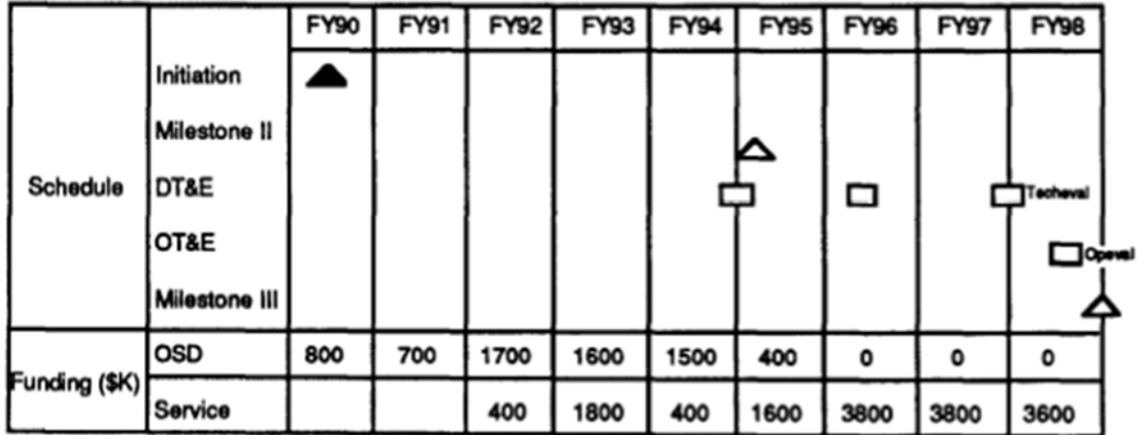 FY90 FY91 FY92 FY93 FY94 FY95 FY96 FY97 FY98
Initiation
Milestone II
Schedule DT&E Techeval
OT&E Opeval
Milestone III
OSD 800 700 1700 1600 1500 400 0 0 0
Funding ($K)
Service 400 1800 400 1600 3800 3800 3600